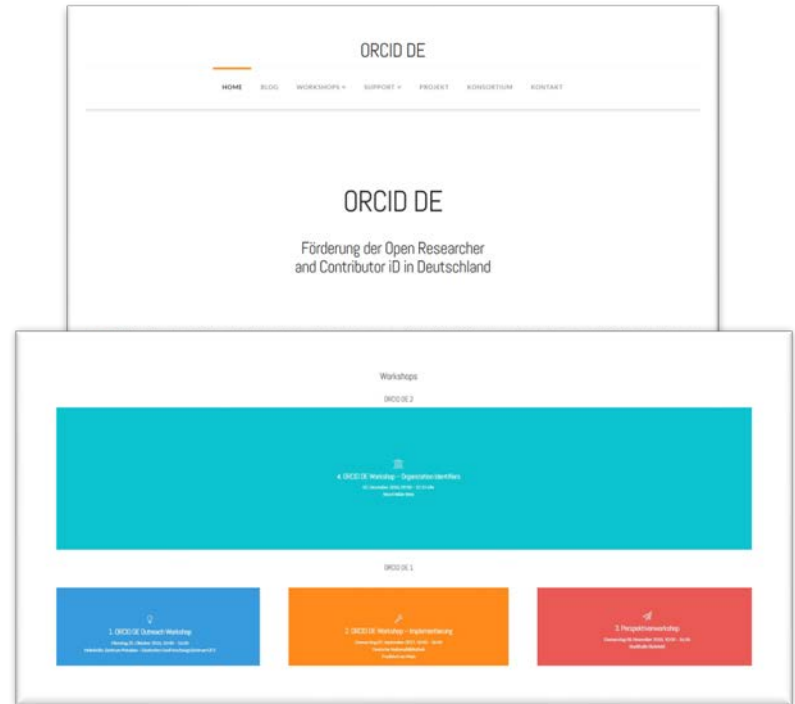 ORCID DE
HOME BLOG WORKSHOPS SUPPORT PROJEKT KONSORTIUM KONTAKT
ORCID DE
Förderung der Open Researcher
and Contributor iD in Deutschland
Workshops
ORCID DE 2
4. ORCID DE Workshop – Organization Identifiers
ORCID DE 1
1. ORCID DE Outreach-Workshop
2. ORCID DE Workshop – Implementierung
3. Perspektivenworkshop